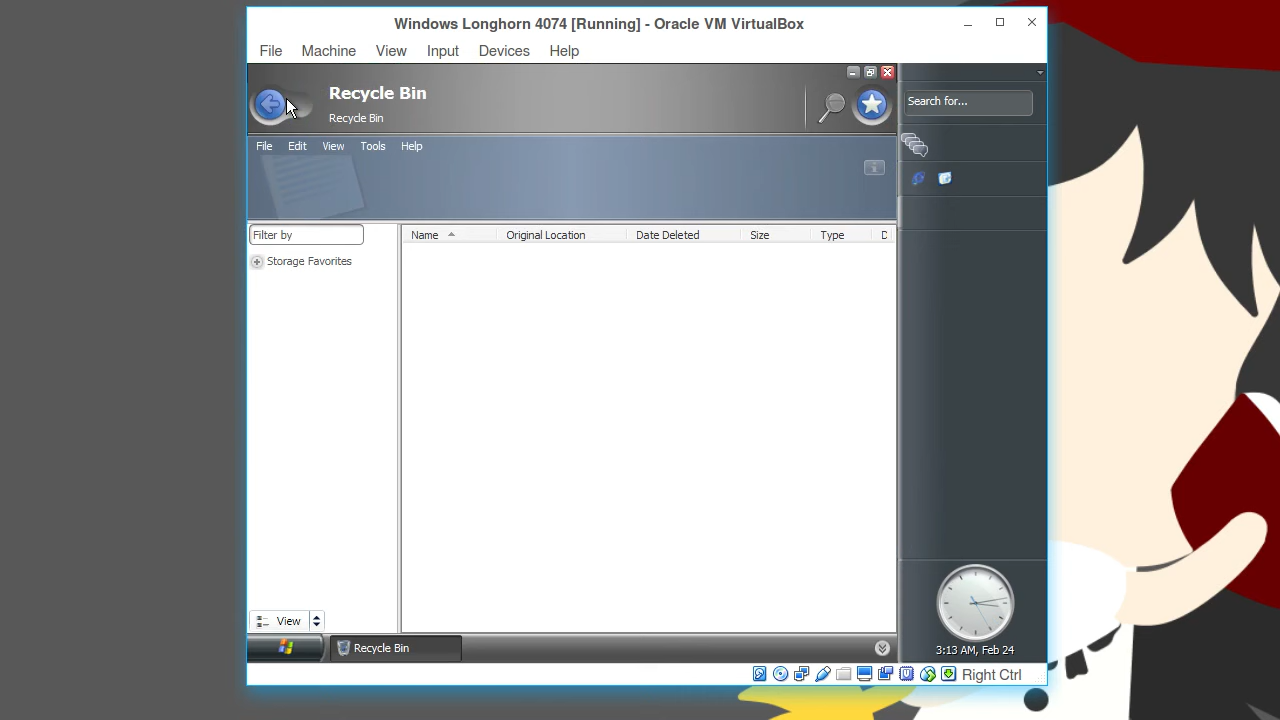 Windows Longhorn 4074 [Running] - Oracle VM VirtualBox
File Machine View Input Devices Help
Recycle Bin
Recycle Bin
Search for...
File Edit View Tools Help
Filter by
Name Original Location Date Deleted Size Type D
Storage Favorites
View
Recycle Bin
3:13 AM, Feb 24
Right Ctrl